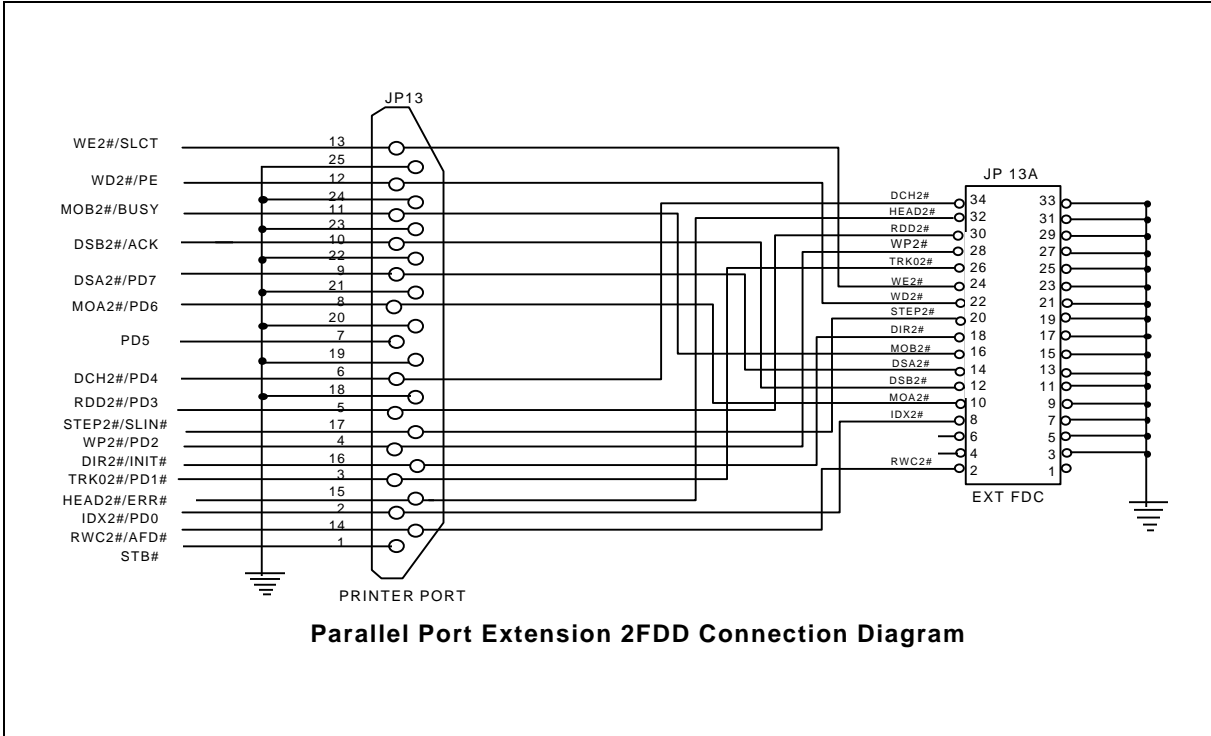 JP13
WE2#/SLCT
WD2#/PE
MOB2#/BUSY
DSB2#/ACK
DSA2#/PD7
MOA2#/PD6
PD5
DCH2#/PD4
RDD2#/PD3
STEP2#/SLIN#
WP2#/PD2
DIR2#/INIT#
TRK02#/PD1#
HEAD2#/ERR#
IDX2#/PD0
RWC2#/AFD#
STB#
13
25
12
24
11
23
10
22
9
21
8
20
7
19
6
18
5
17
4
16
3
15
2
14
1
PRINTER PORT
JP 13A
DCH2# 34 33
HEAD2# 32 31
RDD2# 30 29
WP2# 28 27
TRK02# 26 25
WE2# 24 23
WD2# 22 21
STEP2# 20 19
DIR2# 18 17
MOB2# 16 15
DSA2# 14 13
DSB2# 12 11
MOA2# 10 9
IDX2# 8 7
6 5
4 3
RWC2# 2 1
EXT FDC
Parallel Port Extension 2FDD Connection Diagram